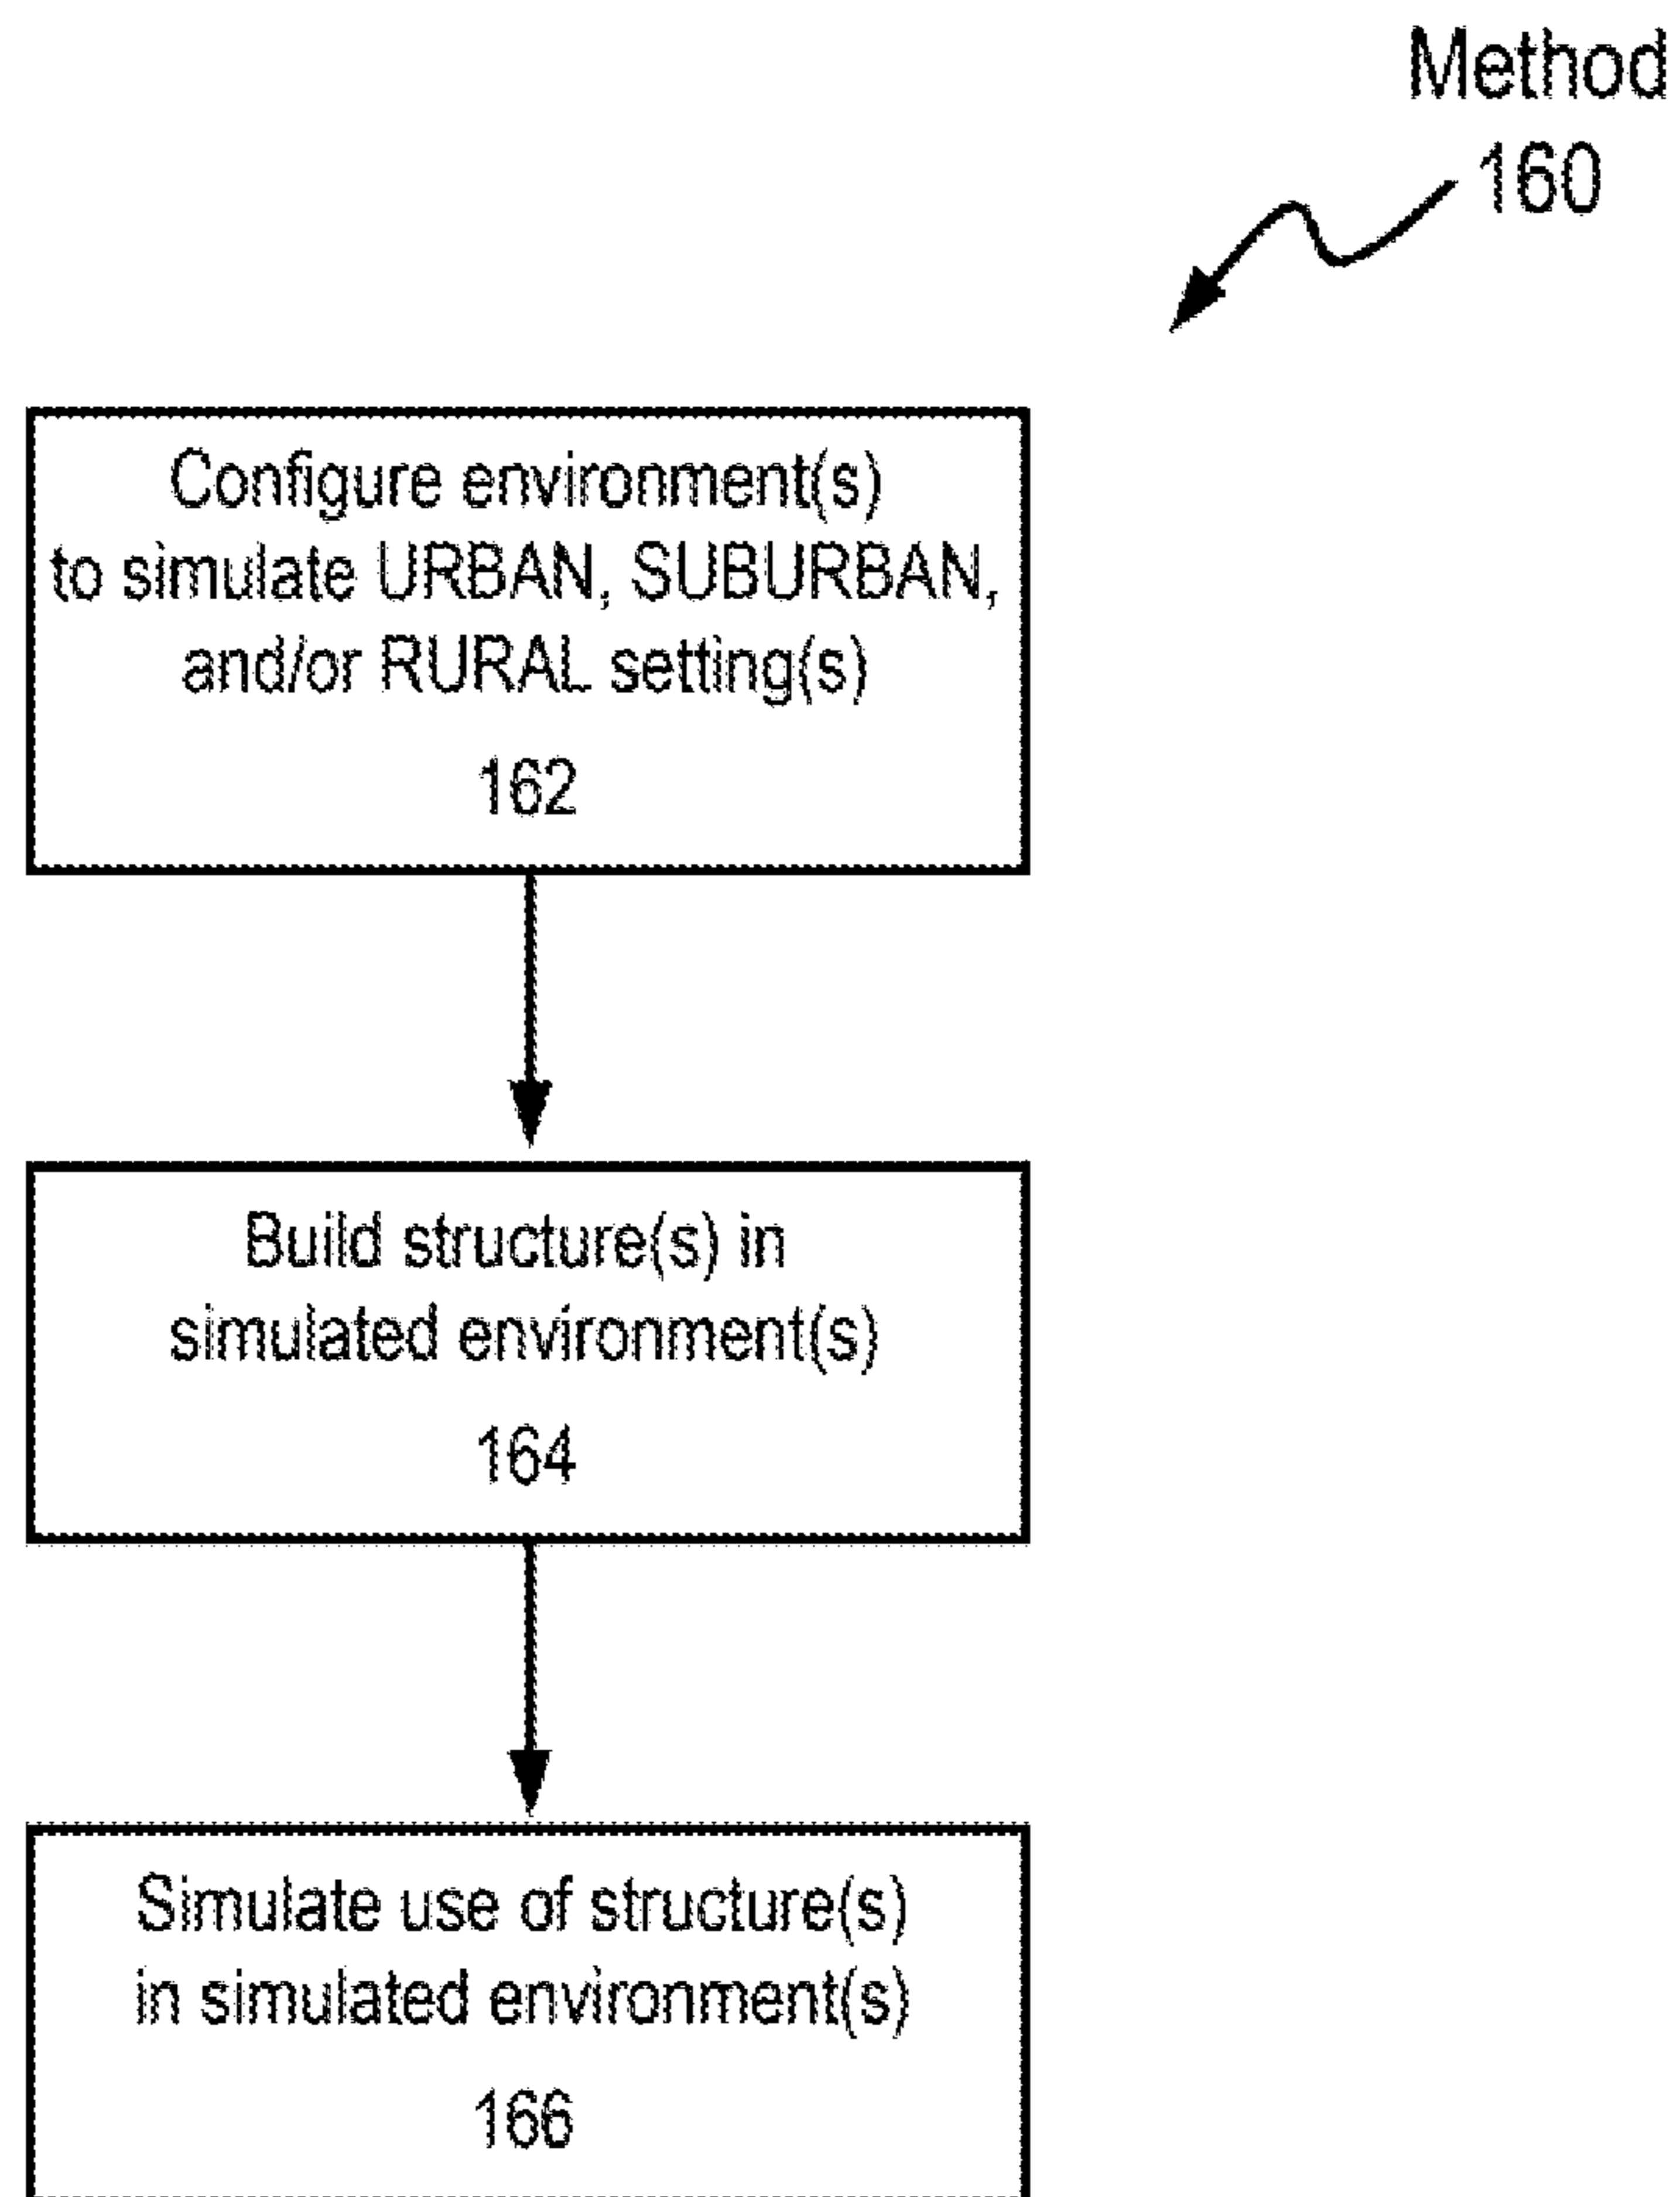 Method
160
Configure environment(s)
to simulate URBAN, SUBURBAN,
and/or RURAL setting(s)
162
Build structure(s) in
simulated environment(s)
164
Simulate use of structure(s)
in simulated environment(s)
166